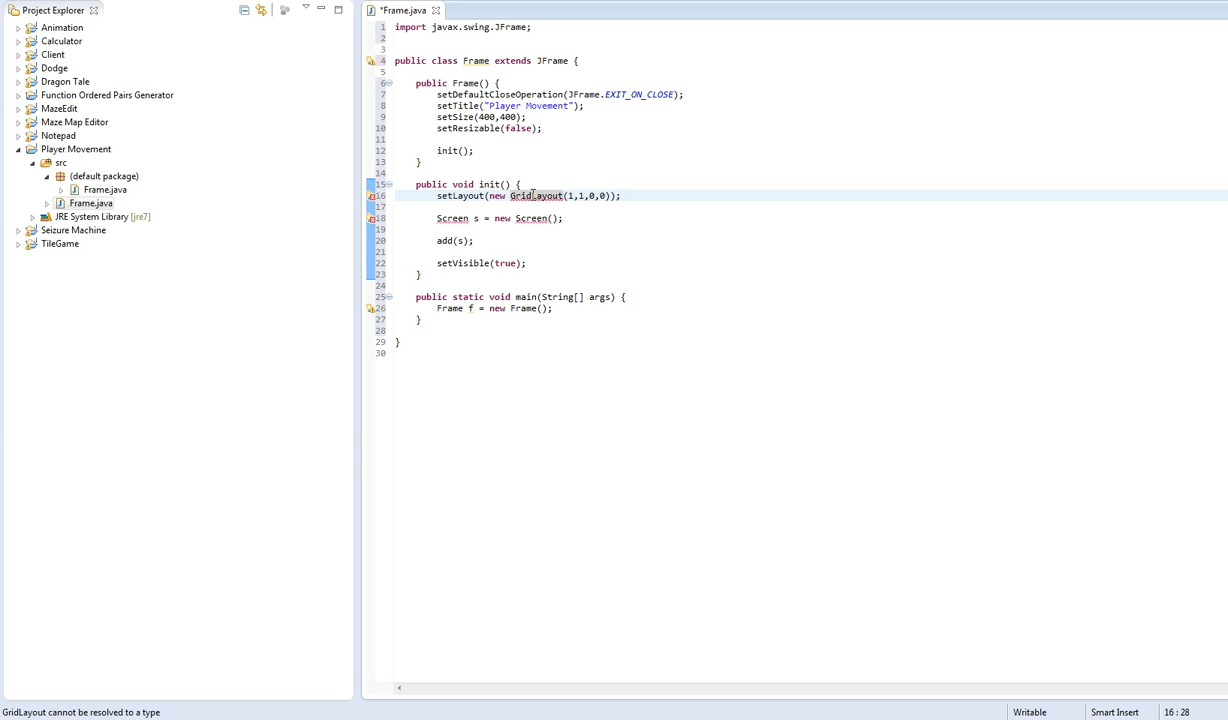 Project Explorer
Animation
Calculator
Client
Dodge
Dragon Tale
Function Ordered Pairs Generator
MazeEdit
Maze Map Editor
Notepad
Player Movement
src
(default package)
Frame.java
Frame.java
JRE System Library [jre7]
Seizure Machine
TileGame
*Frame.java
1 import javax.swing.JFrame;
2
3
4 public class Frame extends JFrame {
5
6 public Frame() {
7 setDefaultCloseOperation(JFrame.EXIT_ON_CLOSE);
8 setTitle("Player Movement");
9 setSize(400,400);
10 setResizable(false);
11
12 init();
13 }
14
15 public void init() {
16 setLayout(new GridLayout(1,1,0,0));
17
18 Screen s = new Screen();
19
20 add(s);
21
22 setVisible(true);
23 }
24
25 public static void main(String[] args) {
26 Frame f = new Frame();
27 }
28
29 }
30
GridLayout cannot be resolved to a type
Writable
Smart Insert
16 : 28